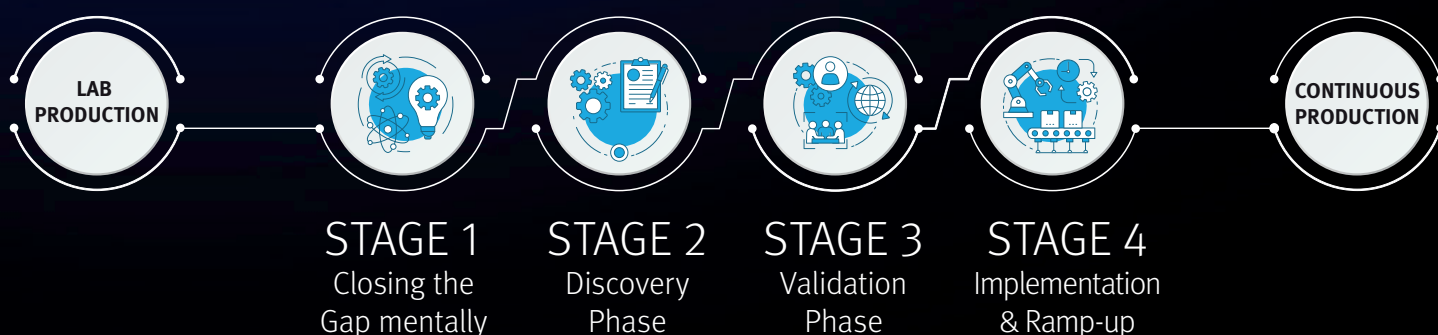 LAB
PRODUCTION
CONTINUOUS
PRODUCTION
STAGE 1
Closing the
Gap mentally
STAGE 2
Discovery
Phase
STAGE 3
Validation
Phase
STAGE 4
Implementation
& Ramp-up